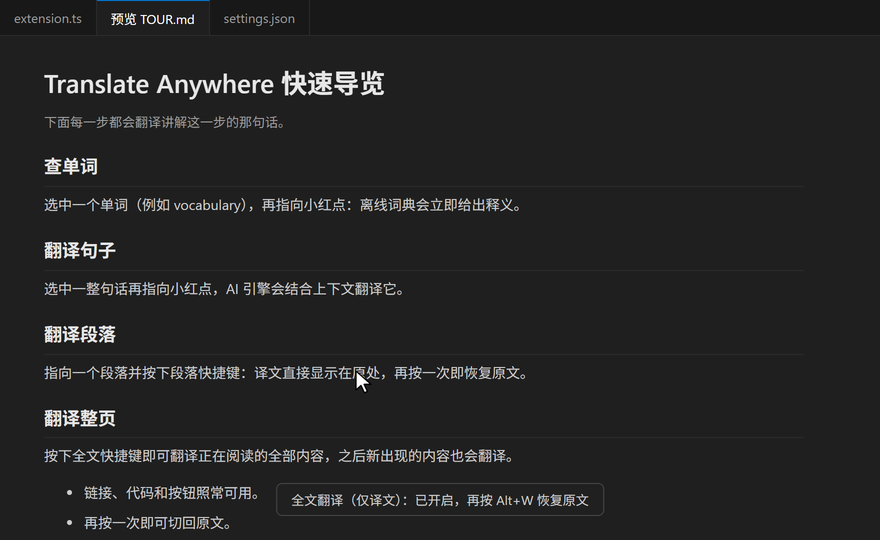 extension.ts
预览 TOUR.md
settings.json
Translate Anywhere 快速导览
下面每一步都会翻译讲解这一步的那句话。
查单词
选中一个单词（例如 vocabulary），再指向小红点：离线词典会立即给出释义。
翻译句子
选中一整句话再指向小红点，AI 引擎会结合上下文翻译它。
翻译段落
指向一个段落并按下段落快捷键：译文直接显示在原处，再按一次即恢复原文。
翻译整页
按下全文快捷键即可翻译正在阅读的全部内容，之后新出现的内容也会翻译。
链接、代码和按钮照常可用。
全文翻译（仅译文）：已开启，再按 Alt+W 恢复原文
再按一次即可切回原文。